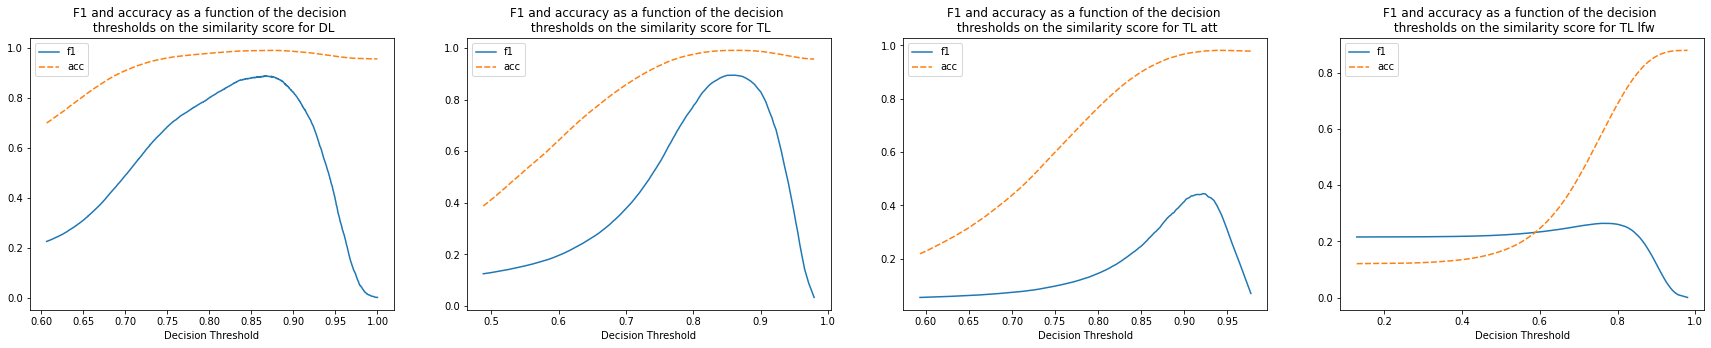 F1 and accuracy as a function of the decision
thresholds on the similarity score for DL
f1
acc
1.0
0.8
0.6
0.4
0.2
0.0
0.60 0.65 0.70 0.75 0.80 0.85 0.90 0.95 1.00
Decision Threshold
F1 and accuracy as a function of the decision
thresholds on the similarity score for TL
f1
acc
1.0
0.8
0.6
0.4
0.2
0.0
0.5 0.6 0.7 0.8 0.9 1.0
Decision Threshold
F1 and accuracy as a function of the decision
thresholds on the similarity score for TL att
f1
acc
1.0
0.8
0.6
0.4
0.2
0.60 0.65 0.70 0.75 0.80 0.85 0.90 0.95
Decision Threshold
F1 and accuracy as a function of the decision
thresholds on the similarity score for TL lfw
f1
acc
0.8
0.6
0.4
0.2
0.0
0.2 0.4 0.6 0.8 1.0
Decision Threshold